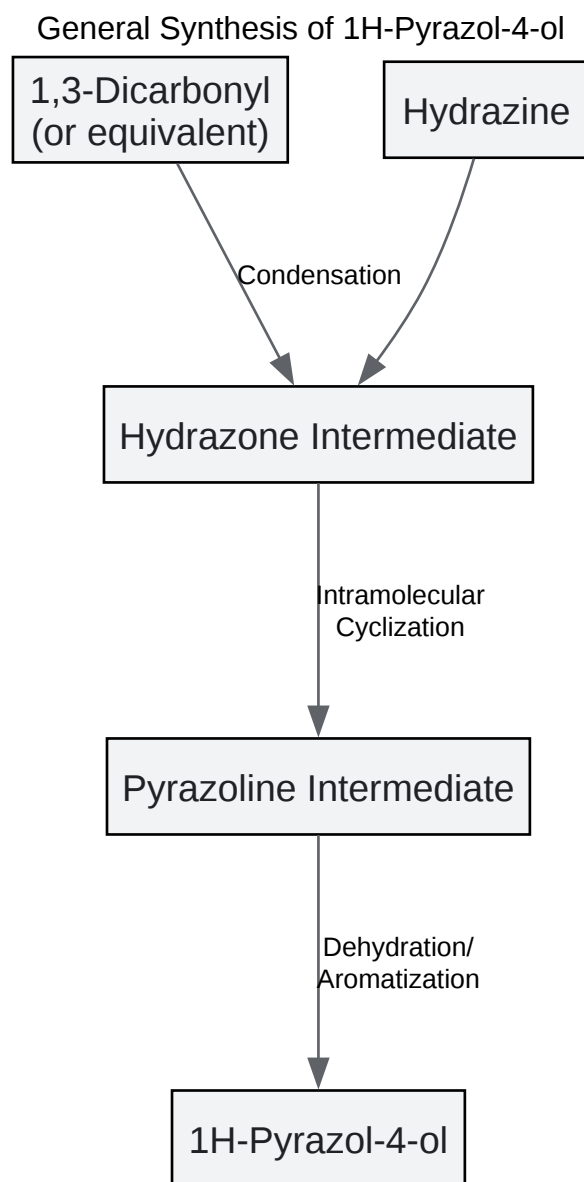 General Synthesis of 1H-Pyrazol-4-ol
1,3-Dicarbonyl
(or equivalent)
Hydrazine
Condensation
Hydrazone Intermediate
Intramolecular
Cyclization
Pyrazoline Intermediate
Dehydration/
Aromatization
1H-Pyrazol-4-ol